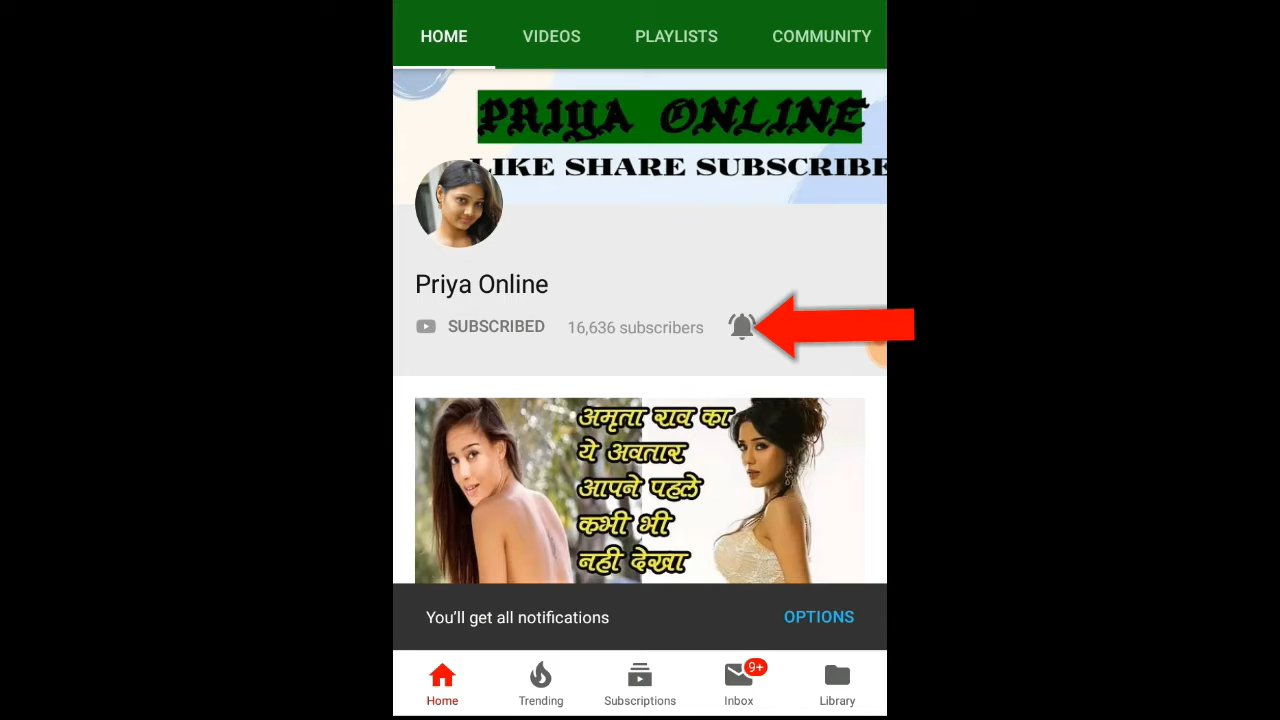 HOME VIDEOS PLAYLISTS COMMUNITY
PRIYA ONLINE
LIKE SHARE SUBSCRIBE
Priya Online
SUBSCRIBED 16,636 subscribers
अमृता राव का
ये अवतार
आपने पहले
कभी भी
नही देखा
You'll get all notifications OPTIONS
9+
Home Trending Subscriptions Inbox Library